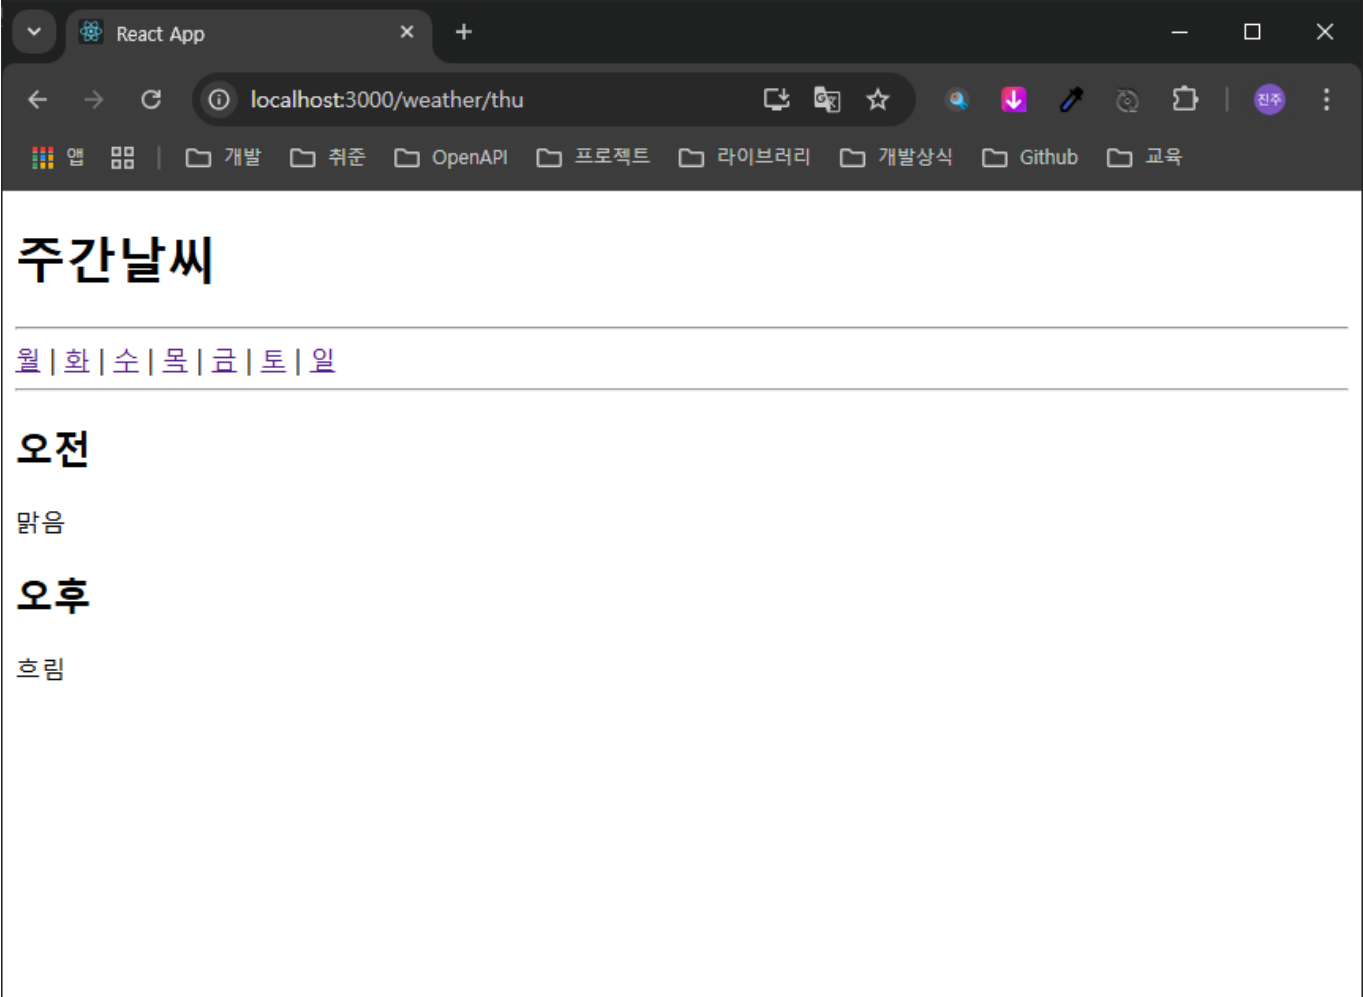 React App
localhost:3000/weather/thu
진주
앱 개발 취준 OpenAPI 프로젝트 라이브러리 개발상식 Github 교육
주간날씨
월 | 화 | 수 | 목 | 금 | 토 | 일
오전
맑음
오후
흐림